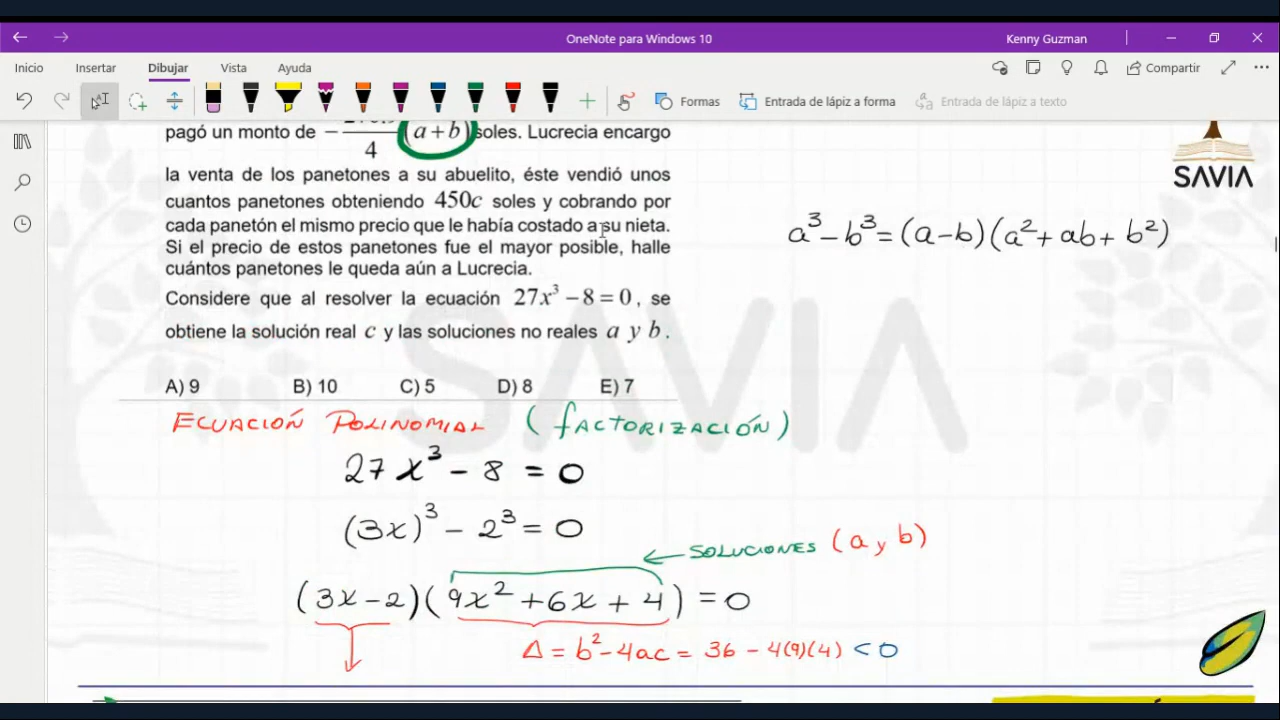 OneNote para Windows 10
Kenny Guzman
Inicio Insertar Dibujar Vista Ayuda
Compartir
Formas Entrada de lápiz a forma Entrada de lápiz a texto
pagó un monto de − 4 (a+b) soles. Lucrecia encargo
la venta de los panetones a su abuelito, éste vendió unos
cuantos panetones obteniendo 450c soles y cobrando por
cada panetón el mismo precio que le había costado a su nieta.
Si el precio de estos panetones fue el mayor posible, halle
cuántos panetones le queda aún a Lucrecia.
Considere que al resolver la ecuación 27x³ − 8 = 0, se
obtiene la solución real c y las soluciones no reales a y b.
A) 9 B) 10 C) 5 D) 8 E) 7
SAVIA
a³ − b³ = (a−b)(a² + ab + b²)
SAVIA
ECUACIÓN POLINOMIAL (factorización)
27x³ − 8 = 0
(3x)³ − 2³ = 0
SOLUCIONES (a y b)
(3x − 2)(9x² + 6x + 4) = 0
Δ = b² − 4ac = 36 − 4(9)(4) < 0